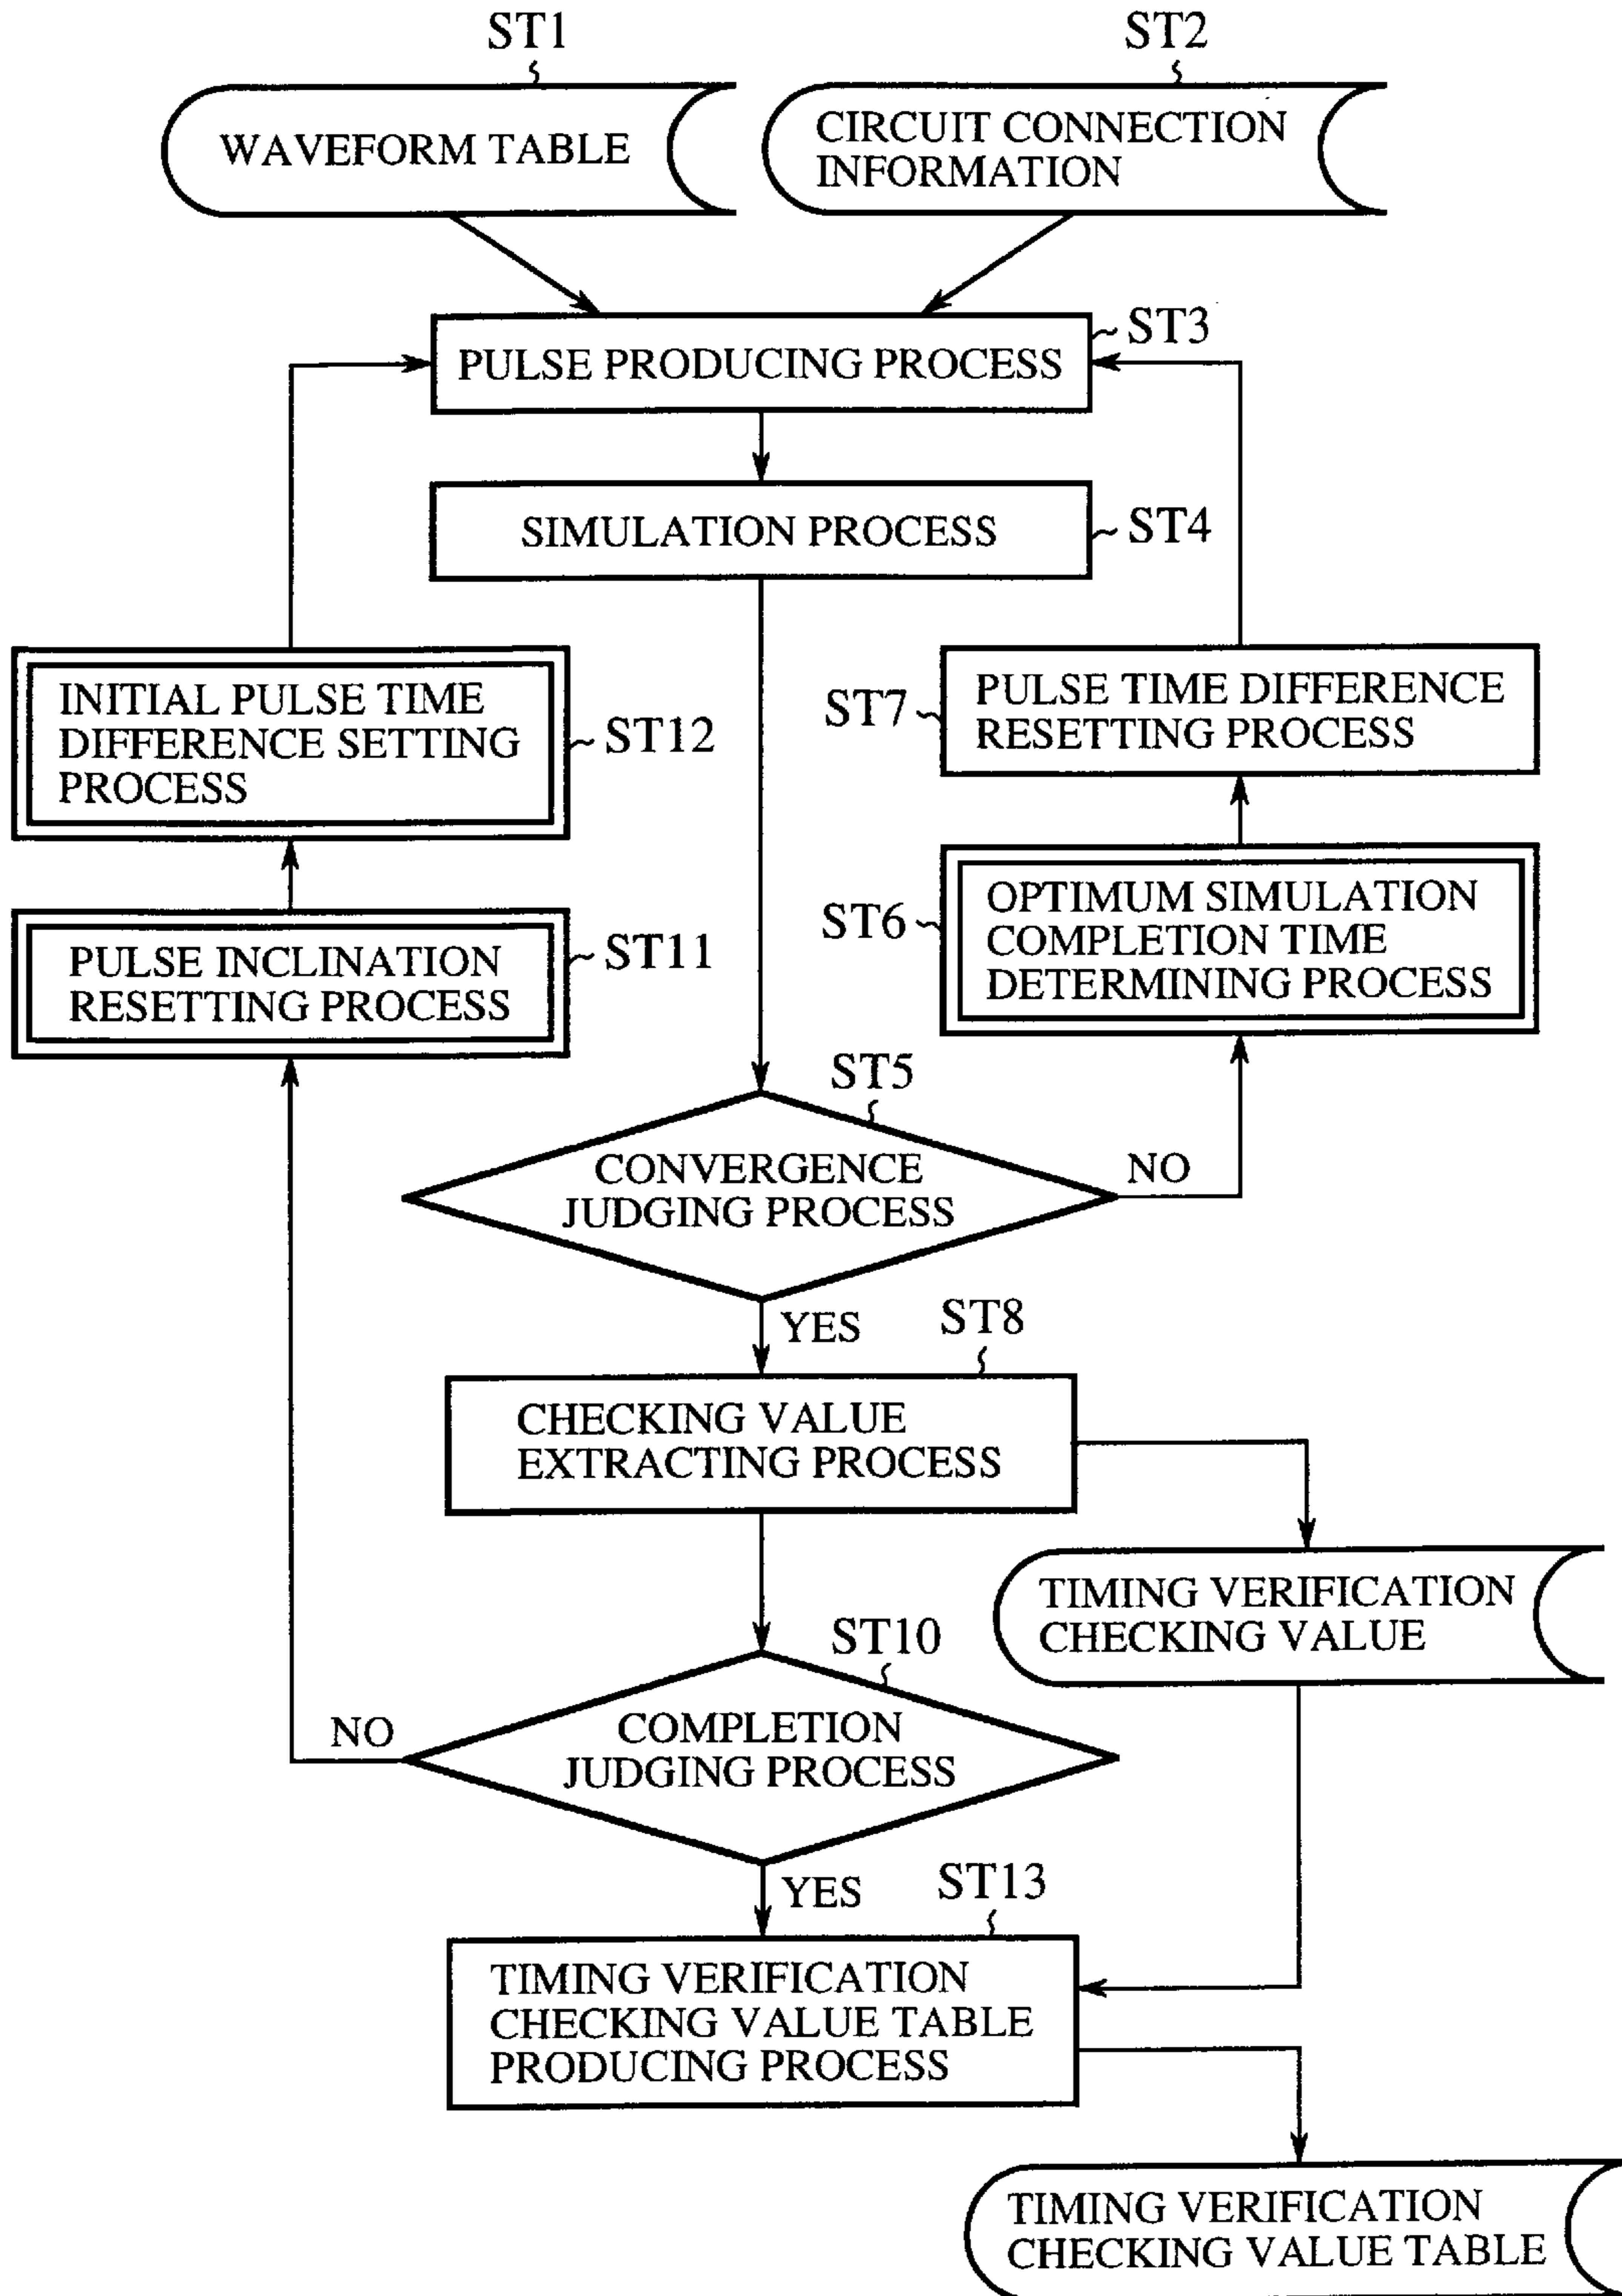 ST1
ST2
WAVEFORM TABLE
CIRCUIT CONNECTION
INFORMATION
ST3
PULSE PRODUCING PROCESS
SIMULATION PROCESS
ST4
INITIAL PULSE TIME
DIFFERENCE SETTING
PROCESS
ST12
ST7
PULSE TIME DIFFERENCE
RESETTING PROCESS
PULSE INCLINATION
RESETTING PROCESS
ST11
ST6
OPTIMUM SIMULATION
COMPLETION TIME
DETERMINING PROCESS
ST5
CONVERGENCE
JUDGING PROCESS
NO
YES
ST8
CHECKING VALUE
EXTRACTING PROCESS
TIMING VERIFICATION
CHECKING VALUE
ST10
NO
COMPLETION
JUDGING PROCESS
YES
ST13
TIMING VERIFICATION
CHECKING VALUE TABLE
PRODUCING PROCESS
TIMING VERIFICATION
CHECKING VALUE TABLE